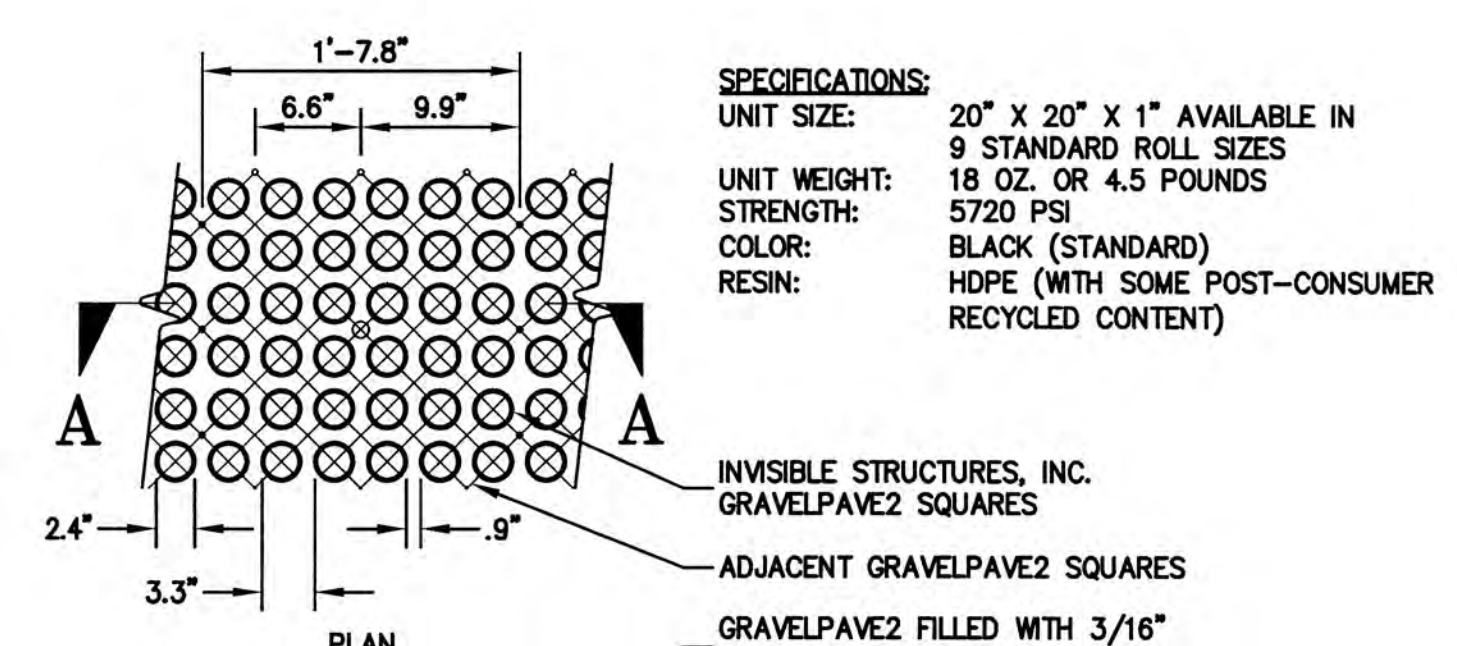 1'-7.8"
6.6" 9.9"
SPECIFICATIONS:
UNIT SIZE: 20" X 20" X 1" AVAILABLE IN
9 STANDARD ROLL SIZES
UNIT WEIGHT: 18 OZ. OR 4.5 POUNDS
STRENGTH: 5720 PSI
COLOR: BLACK (STANDARD)
RESIN: HDPE (WITH SOME POST-CONSUMER
RECYCLED CONTENT)
A A
INVISIBLE STRUCTURES, INC.
GRAVELPAVE2 SQUARES
2.4" .9"
ADJACENT GRAVELPAVE2 SQUARES
3.3"
GRAVELPAVE2 FILLED WITH 3/16"
PLAN